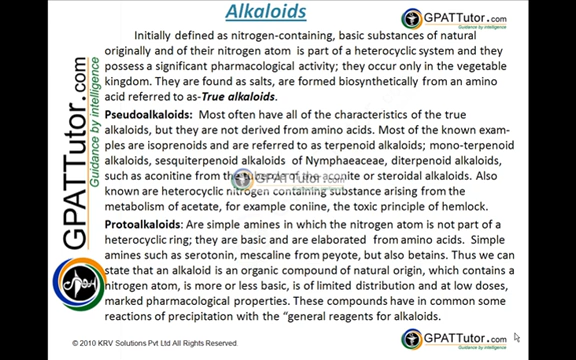 Alkaloids
GPATTutor.com
Guidance by intelligence
Initially defined as nitrogen-containing, basic substances of natural
originally and of their nitrogen atom is part of a heterocyclic system and they
possess a significant pharmacological activity; they occur only in the vegetable
kingdom. They are found as salts, are formed biosynthetically from an amino
acid referred to as-True alkaloids.
Pseudoalkaloids: Most often have all of the characteristics of the true
alkaloids, but they are not derived from amino acids. Most of the known exam-
ples are isoprenoids and are referred to as terpenoid alkaloids; mono-terpenoid
alkaloids, sesquiterpenoid alkaloids of Nymphaeaceae, diterpenoid alkaloids,
such as aconitine from the of the aconite or steroidal alkaloids. Also
known are heterocyclic nitrogen containing substance arising from the
metabolism of acetate, for example coniine, the toxic principle of hemlock.
Protoalkaloids: Are simple amines in which the nitrogen atom is not part of a
heterocyclic ring; they are basic and are elaborated from amino acids. Simple
amines such as serotonin, mescaline from peyote, but also betains. Thus we can
state that an alkaloid is an organic compound of natural origin, which contains a
nitrogen atom, is more or less basic, is of limited distribution and at low doses,
marked pharmacological properties. These compounds have in common some
reactions of precipitation with the "general reagents for alkaloids.
GPATTutor.com
Guidance by intelligence
GPATTutor.com
© 2010 KRV Solutions Pvt Ltd All Rights Reserved.
GPATTutor.com
Guidance by intelligence